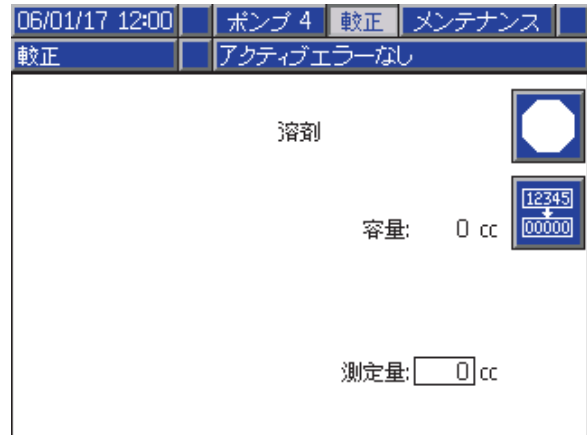 06/01/17 12:00 ポンプ 4 較正 メンテナンス
較正 アクティブエラーなし
溶剤
12345
容量: 0 cc 00000
測定量: 0 cc